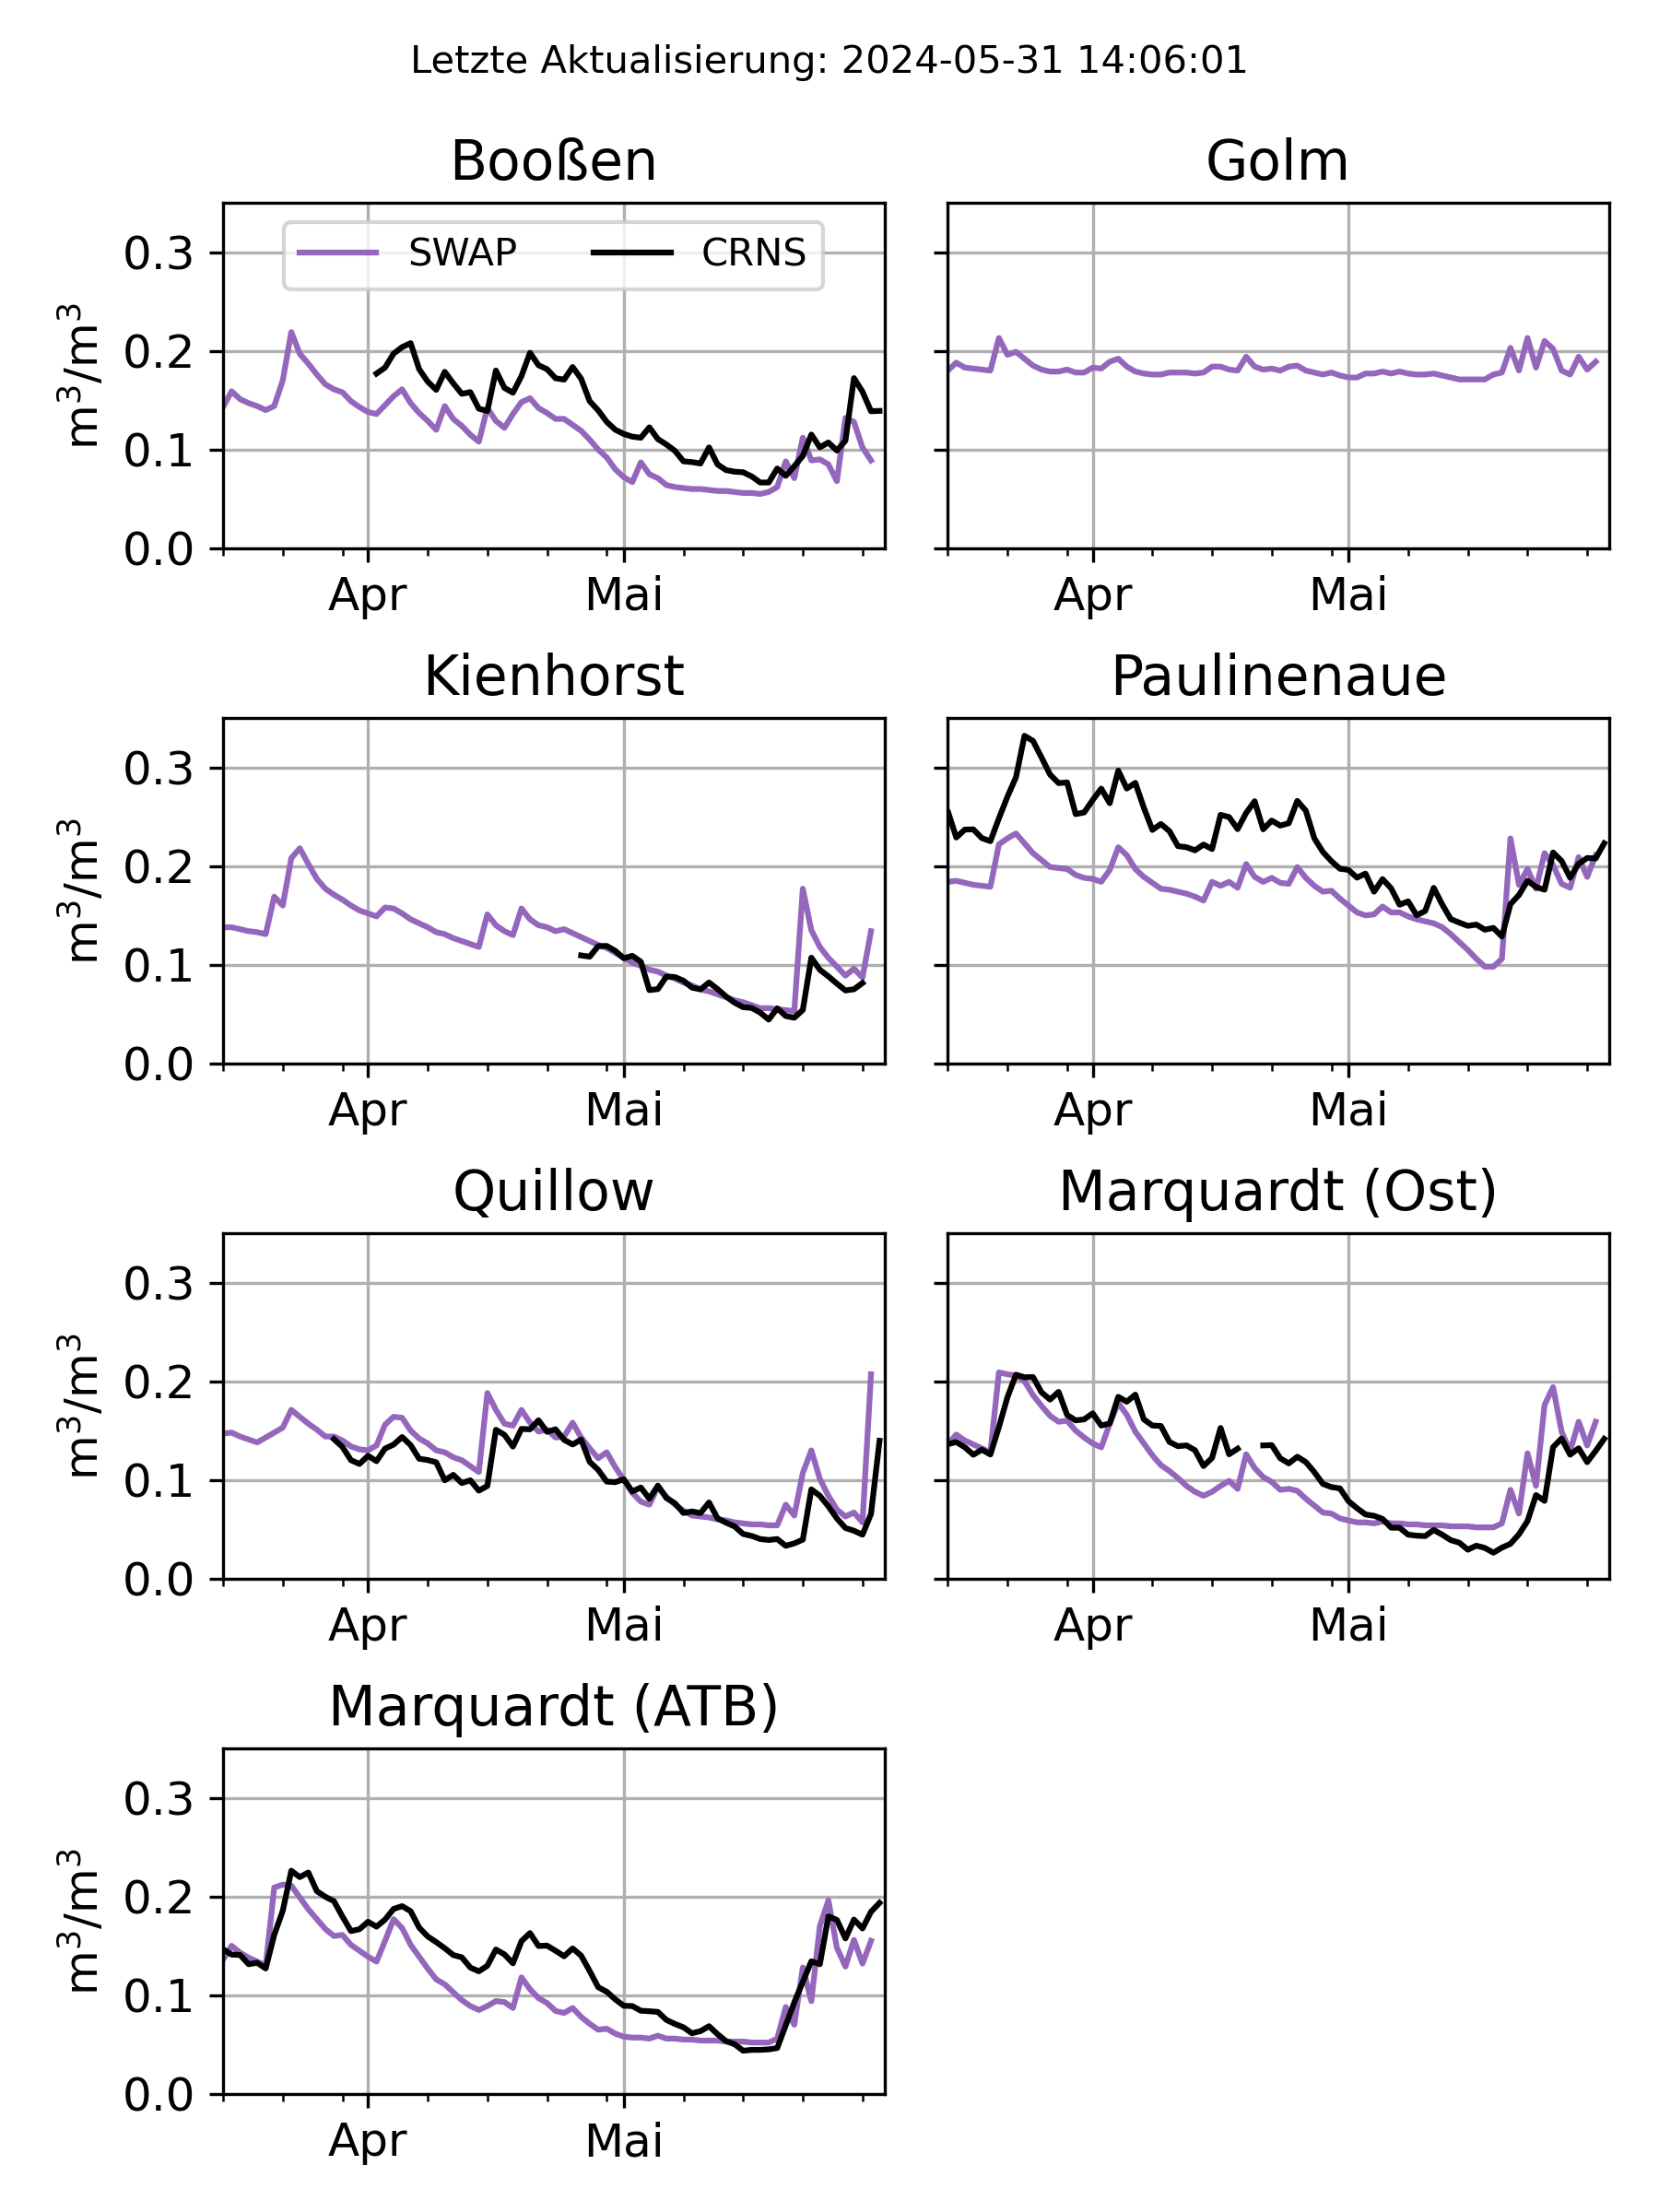 Letzte Aktualisierung: 2024-05-31 14:06:01
Booßen
Golm
SWAP
CRNS
m³/m³
0.3
0.2
0.1
0.0
Apr
Mai
Apr
Mai
Kienhorst
Paulinenaue
m³/m³
0.3
0.2
0.1
0.0
Apr
Mai
Apr
Mai
Quillow
Marquardt (Ost)
m³/m³
0.3
0.2
0.1
0.0
Apr
Mai
Apr
Mai
Marquardt (ATB)
m³/m³
0.3
0.2
0.1
0.0
Apr
Mai